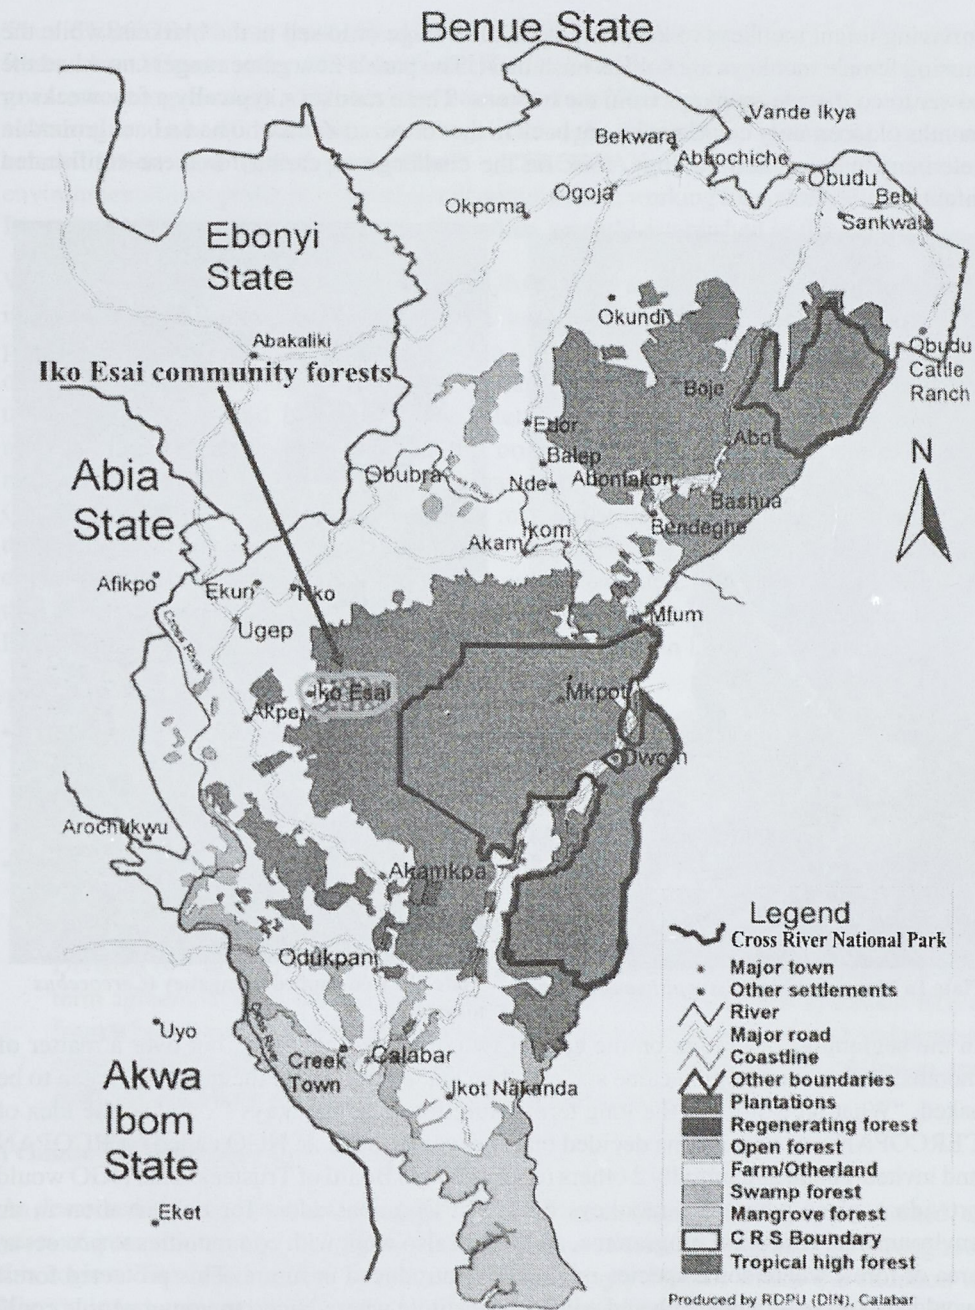 Benue State
Vande Ikya
Bekwara
Abbochiche
Obudu
Ogoja
Bebi
Okpoma
Sankwala
Ebonyi
State
Okundi
Abakaliki
Obudu
Cattle
Ranch
Iko Esai community forests
Boje
Edor
Abo
N
Abia
State
Balep
Obubra
Nde
Abontakon
Bashua
Bendeghe
Ikom
Akam
Afikpo
Ekuri
Nko
Mfum
Ugep
Cross River
Iko Esai
Mkpot
Akpet
Owom
Arochukwu
Akamkpa
Legend
Cross River National Park
Major town
Other settlements
River
Major road
Coastline
Other boundaries
Plantations
Regenerating forest
Open forest
Farm/Otherland
Swamp forest
Mangrove forest
C R S Boundary
Tropical high forest
Odukpani
Uyo
Creek
Town
Calabar
Akwa
Ibom
State
Ikot Nakanda
Eket
Produced by RDPU (DIN), Calabar